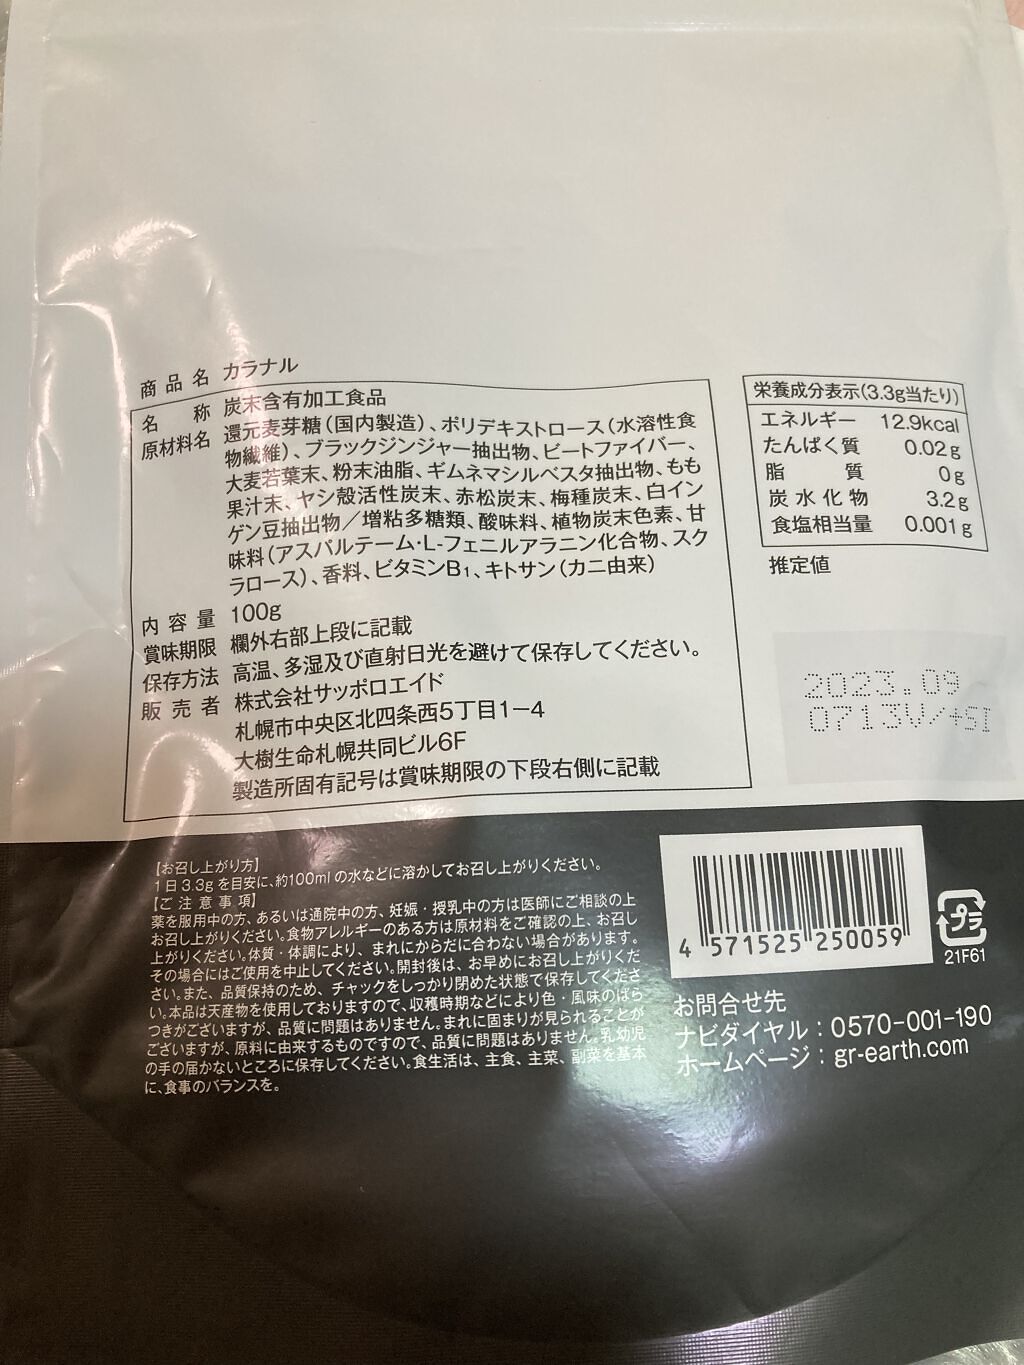 商品名 カラナル
名称 炭末含有加工食品
原材料名 還元麦芽糖(国内製造)、ポリデキストロース(水溶性食
物繊維)、ブラックジンジャー抽出物、ビートファイバー、
大麦若葉末、粉末油脂、ギムネマシルベスタ抽出物、もも
果汁末、ヤシ殻活性炭末、赤松炭末、梅種炭末、白イン
ゲン豆抽出物/増粘多糖類、酸味料、植物炭末色素、甘
味料(アスパルテーム・L-フェニルアラニン化合物、スク
ラロース)、香料、ビタミンB₁、キトサン(カニ由来)
内容量 100g
賞味期限 欄外右部上段に記載
保存方法 高温、多湿及び直射日光を避けて保存してください。
販売者 株式会社サッポロエイド
札幌市中央区北四条西5丁目1-4
大樹生命札幌共同ビル6F
製造所固有記号は賞味期限の下段右側に記載
栄養成分表示(3.3g当たり)
エネルギー 12.9kcal
たんぱく質 0.02g
脂質 0g
炭水化物 3.2g
食塩相当量 0.001g
推定値
2023.09
0713W/+SI
【お召し上がり方】
1日3.3gを目安に、約100mlの水などに溶かしてお召し上がりください。
【ご注意事項】
薬を服用中の方、あるいは通院中の方、妊娠・授乳中の方は医師にご相談の上
お召し上がりください。食物アレルギーのある方は原材料をご確認の上、お召し
上がりください。体質・体調により、まれにからだに合わない場合があります。
その場合にはご使用を中止してください。開封後は、お早めにお召し上がりくだ
さい。また、品質保持のため、チャックをしっかり閉めた状態で保存してくださ
い。本品は天産物を使用しておりますので、収穫時期などにより色・風味のばら
つきがございますが、品質に問題はありません。まれに固まりが見られることが
ございますが、原料に由来するものですので、品質に問題はありません。乳幼児
の手の届かないところに保存してください。食生活は、主食、主菜、副菜を基本
に、食事のバランスを。
4 571525 250059
プラ
21F61
お問合せ先
ナビダイヤル:0570-001-190
ホームページ:gr-earth.com